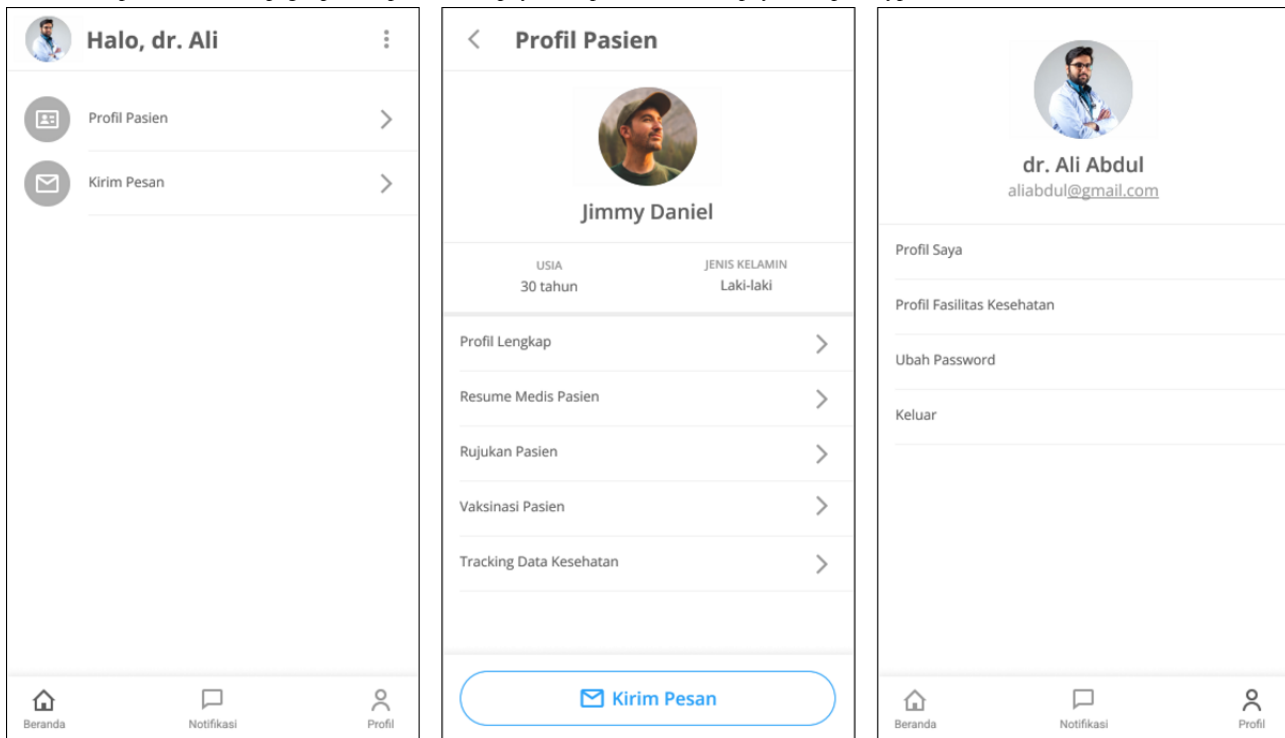 Halo, dr. Ali
Profil Pasien
Kirim Pesan
Beranda
Notifikasi
Profil
Profil Pasien
Jimmy Daniel
USIA
JENIS KELAMIN
30 tahun
Laki-laki
Profil Lengkap
Resume Medis Pasien
Rujukan Pasien
Vaksinasi Pasien
Tracking Data Kesehatan
Kirim Pesan
dr. Ali Abdul
aliabdul@gmail.com
Profil Saya
Profil Fasilitas Kesehatan
Ubah Password
Keluar
Beranda
Notifikasi
Profil